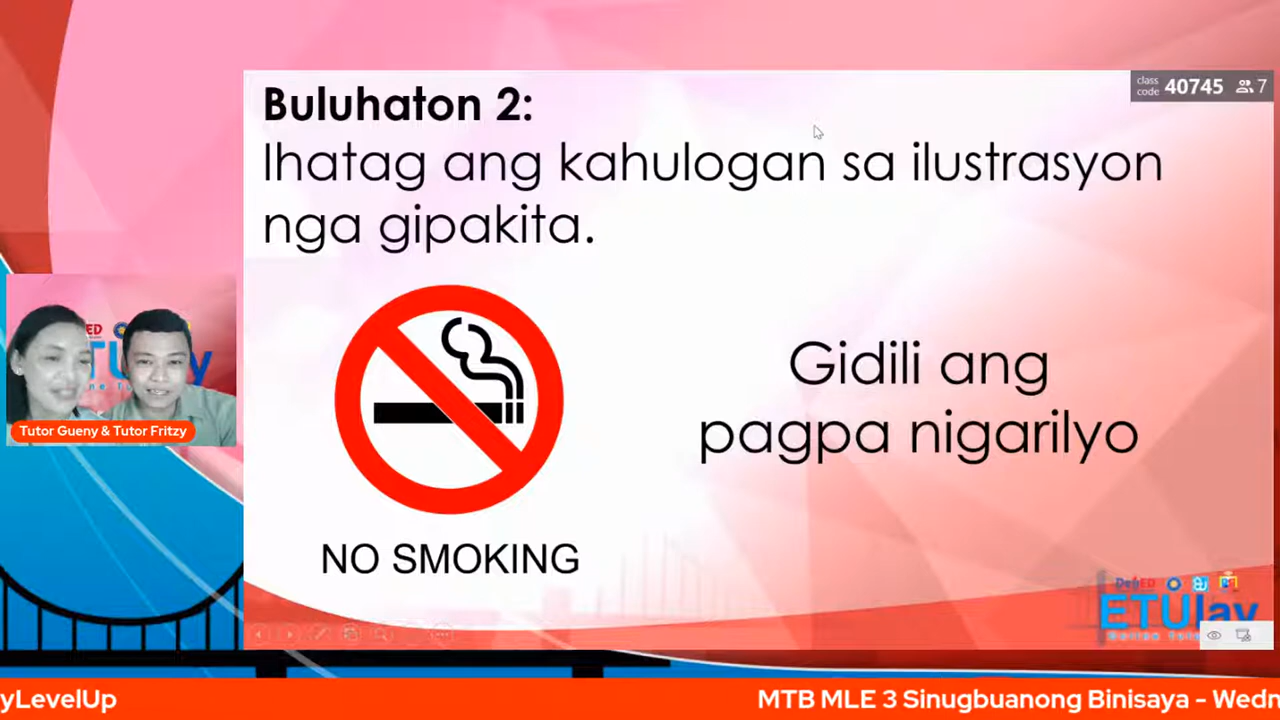 Buluhaton 2:
Ihatag ang kahulogan sa ilustrasyon
nga gipakita.
class code 40745 7
Gidili ang
pagpa nigarilyo
NO SMOKING
Tutor Gueny & Tutor Fritzy
DepED
ETUlay
yLevelUp
MTB MLE 3 Sinugbuanong Binisaya - Wedn